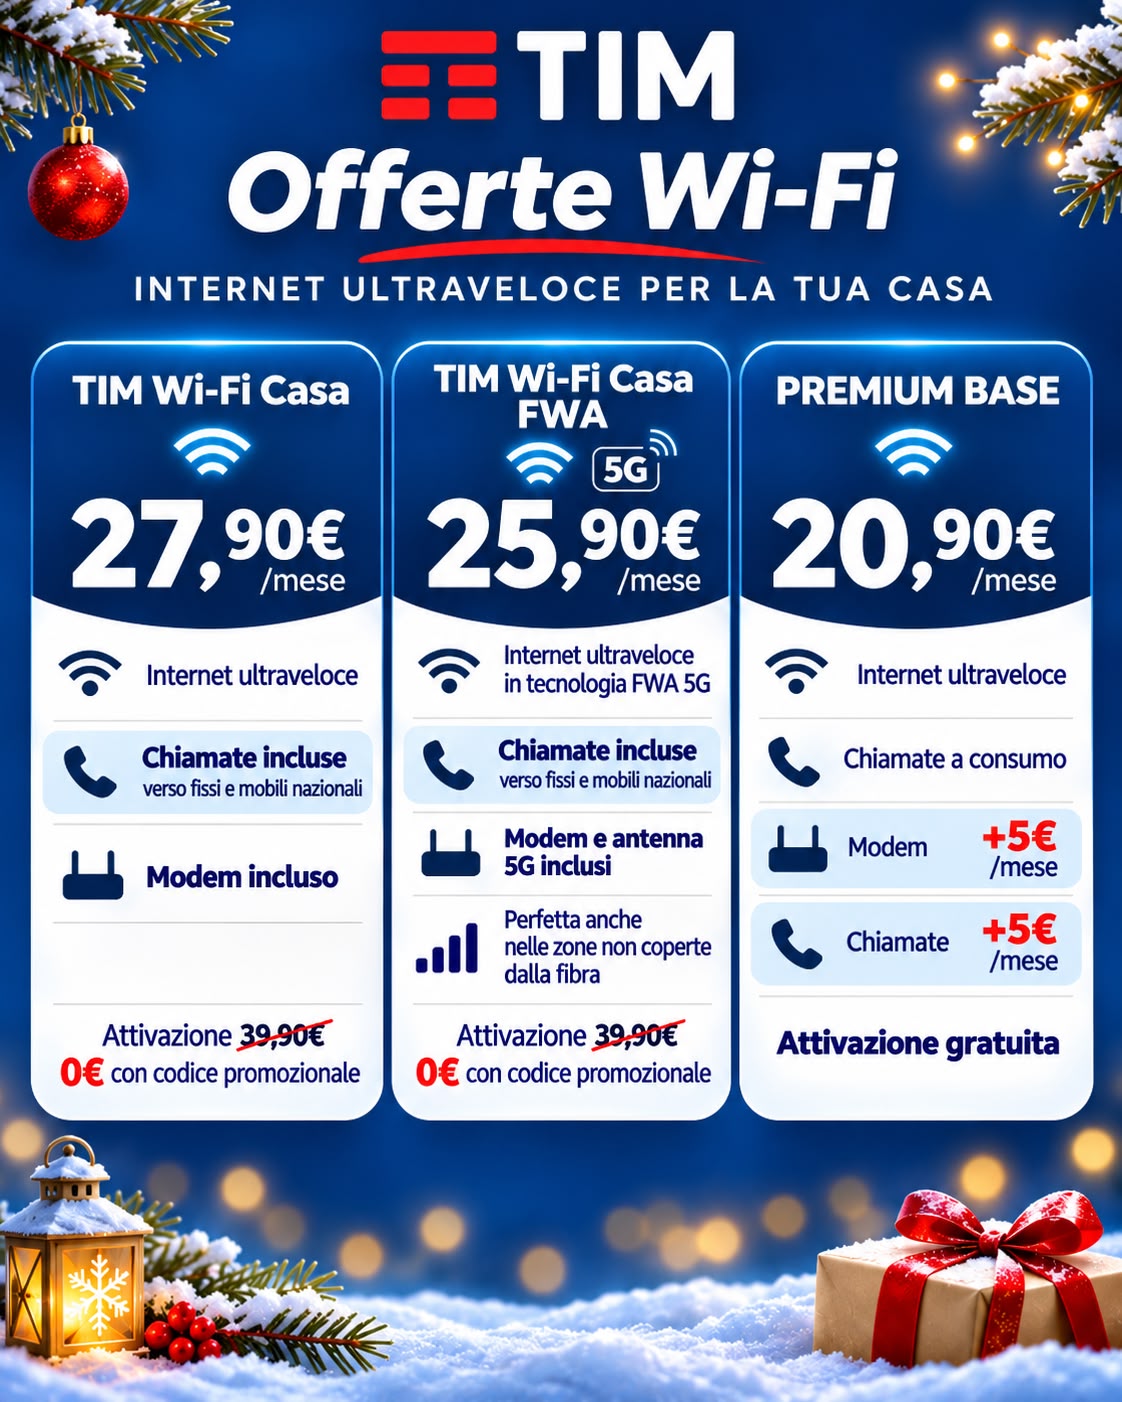 TIM
Offerte Wi-Fi
INTERNET ULTRAVELOCE PER LA TUA CASA
TIM Wi-Fi Casa
27,90€
/mese
Internet ultraveloce
Chiamate incluse
verso fissi e mobili nazionali
Modem incluso
Attivazione 39,90€
0€ con codice promozionale
TIM Wi-Fi Casa
FWA
5G
25,90€
/mese
Internet ultraveloce
in tecnologia FWA 5G
Chiamate incluse
verso fissi e mobili nazionali
Modem e antenna
5G inclusi
Perfetta anche
nelle zone non coperte
dalla fibra
Attivazione 39,90€
0€ con codice promozionale
PREMIUM BASE
20,90€
/mese
Internet ultraveloce
Chiamate a consumo
Modem +5€
/mese
Chiamate +5€
/mese
Attivazione gratuita